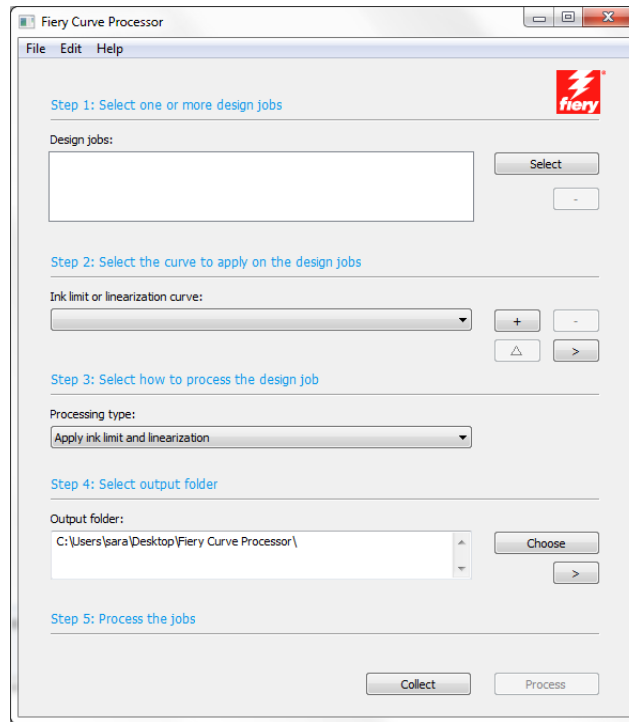 Fiery Curve Processor
File Edit Help
fiery
Step 1: Select one or more design jobs
Design jobs:
Select
-
Step 2: Select the curve to apply on the design jobs
Ink limit or linearization curve:
+ -
△ >
Step 3: Select how to process the design job
Processing type:
Apply ink limit and linearization
Step 4: Select output folder
Output folder:
C:\Users\sara\Desktop\Fiery Curve Processor\
Choose
>
Step 5: Process the jobs
Collect Process